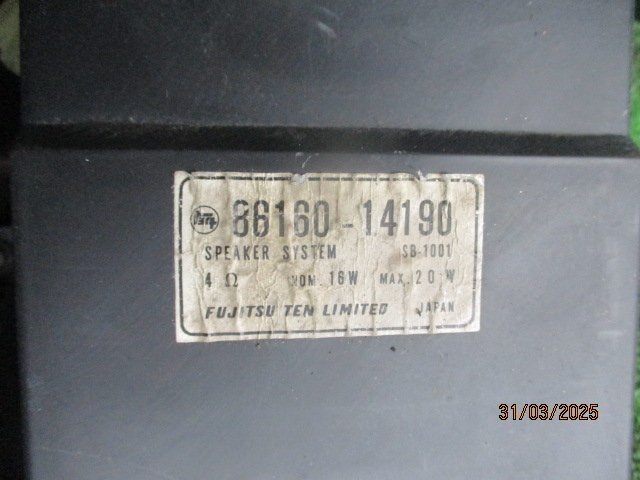 86160-14190
SPEAKER SYSTEM SB-1001
4 Ω NOM. 16W MAX. 20 W
FUJITSU TEN LIMITED JAPAN
31/03/2025